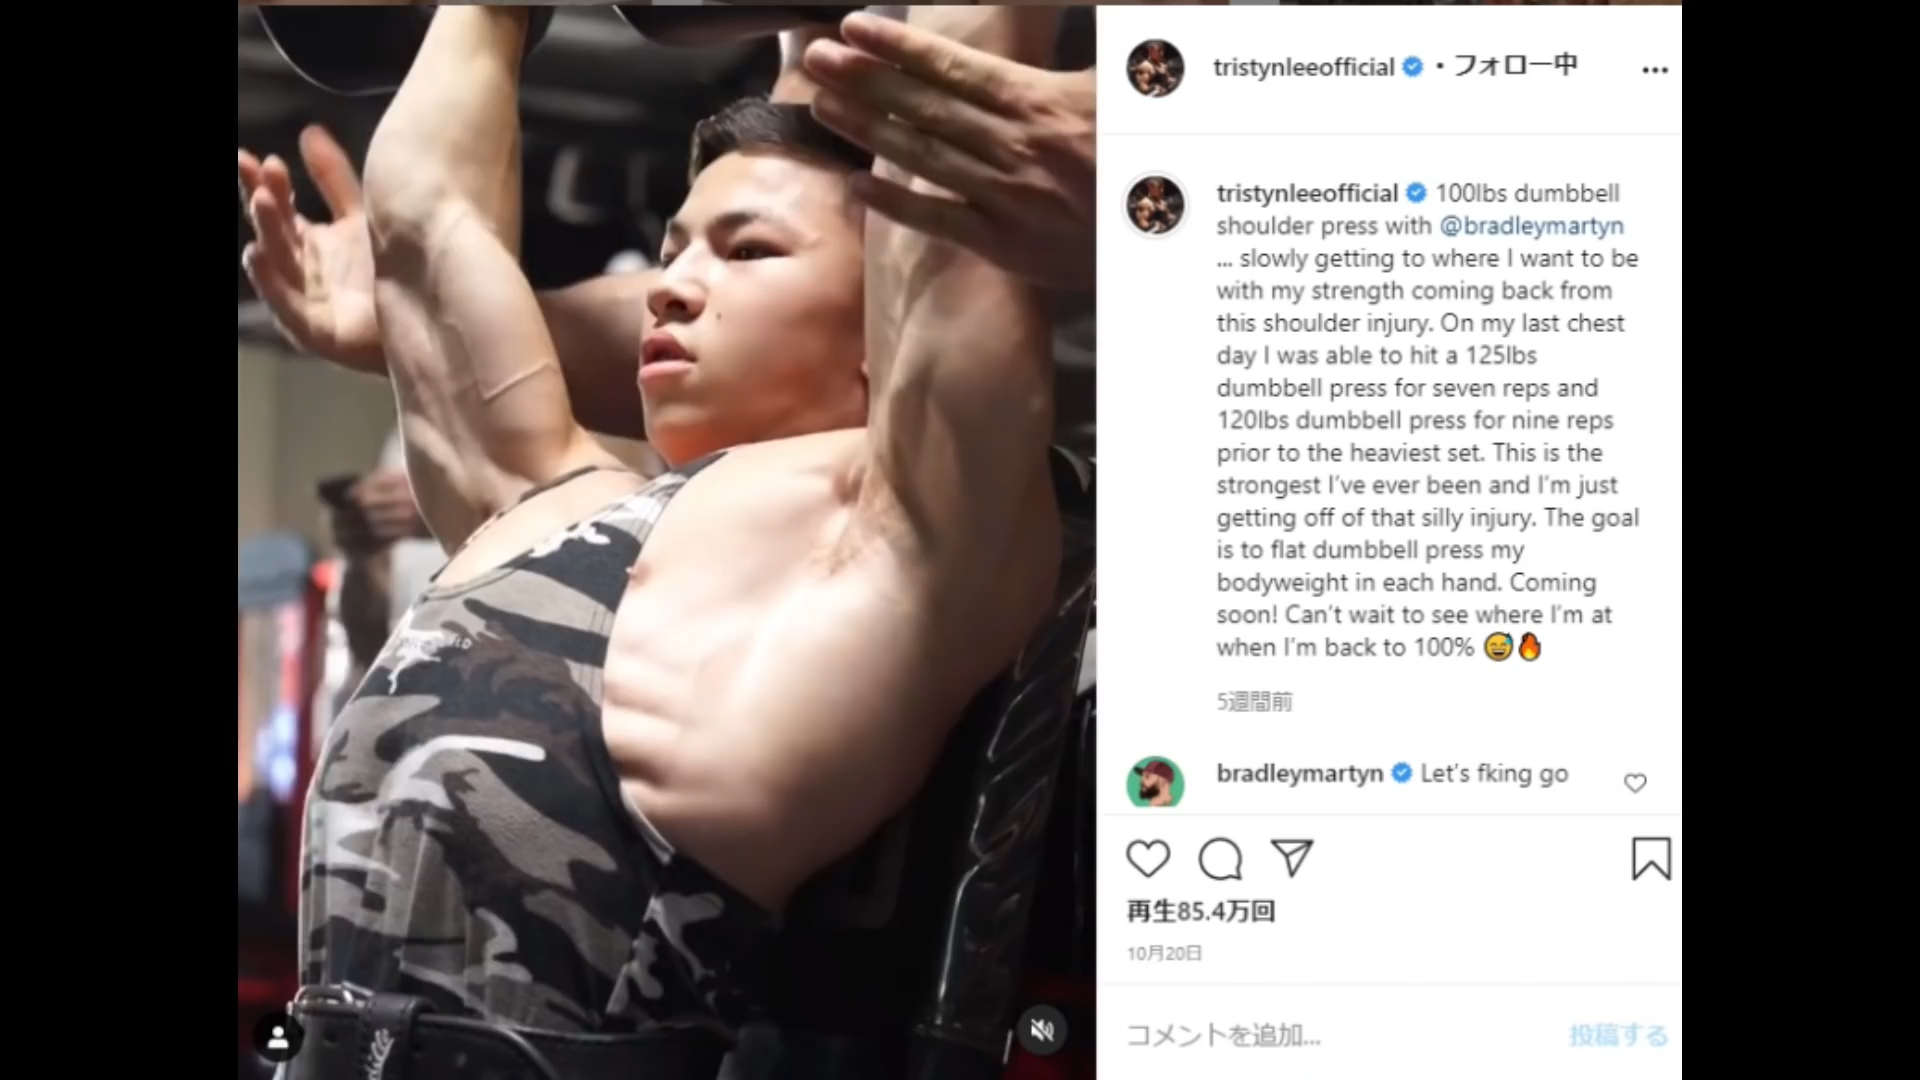 tristynleeofficial • フォロー中
tristynleeofficial 100lbs dumbbell
shoulder press with @bradleymartyn
... slowly getting to where I want to be
with my strength coming back from
this shoulder injury. On my last chest
day I was able to hit a 125lbs
dumbbell press for seven reps and
120lbs dumbbell press for nine reps
prior to the heaviest set. This is the
strongest I've ever been and I'm just
getting off of that silly injury. The goal
is to flat dumbbell press my
bodyweight in each hand. Coming
soon! Can't wait to see where I'm at
when I'm back to 100% 😅🔥
5週間前
bradleymartyn Let's fking go
再生85.4万回
10月20日
コメントを追加...
投稿する